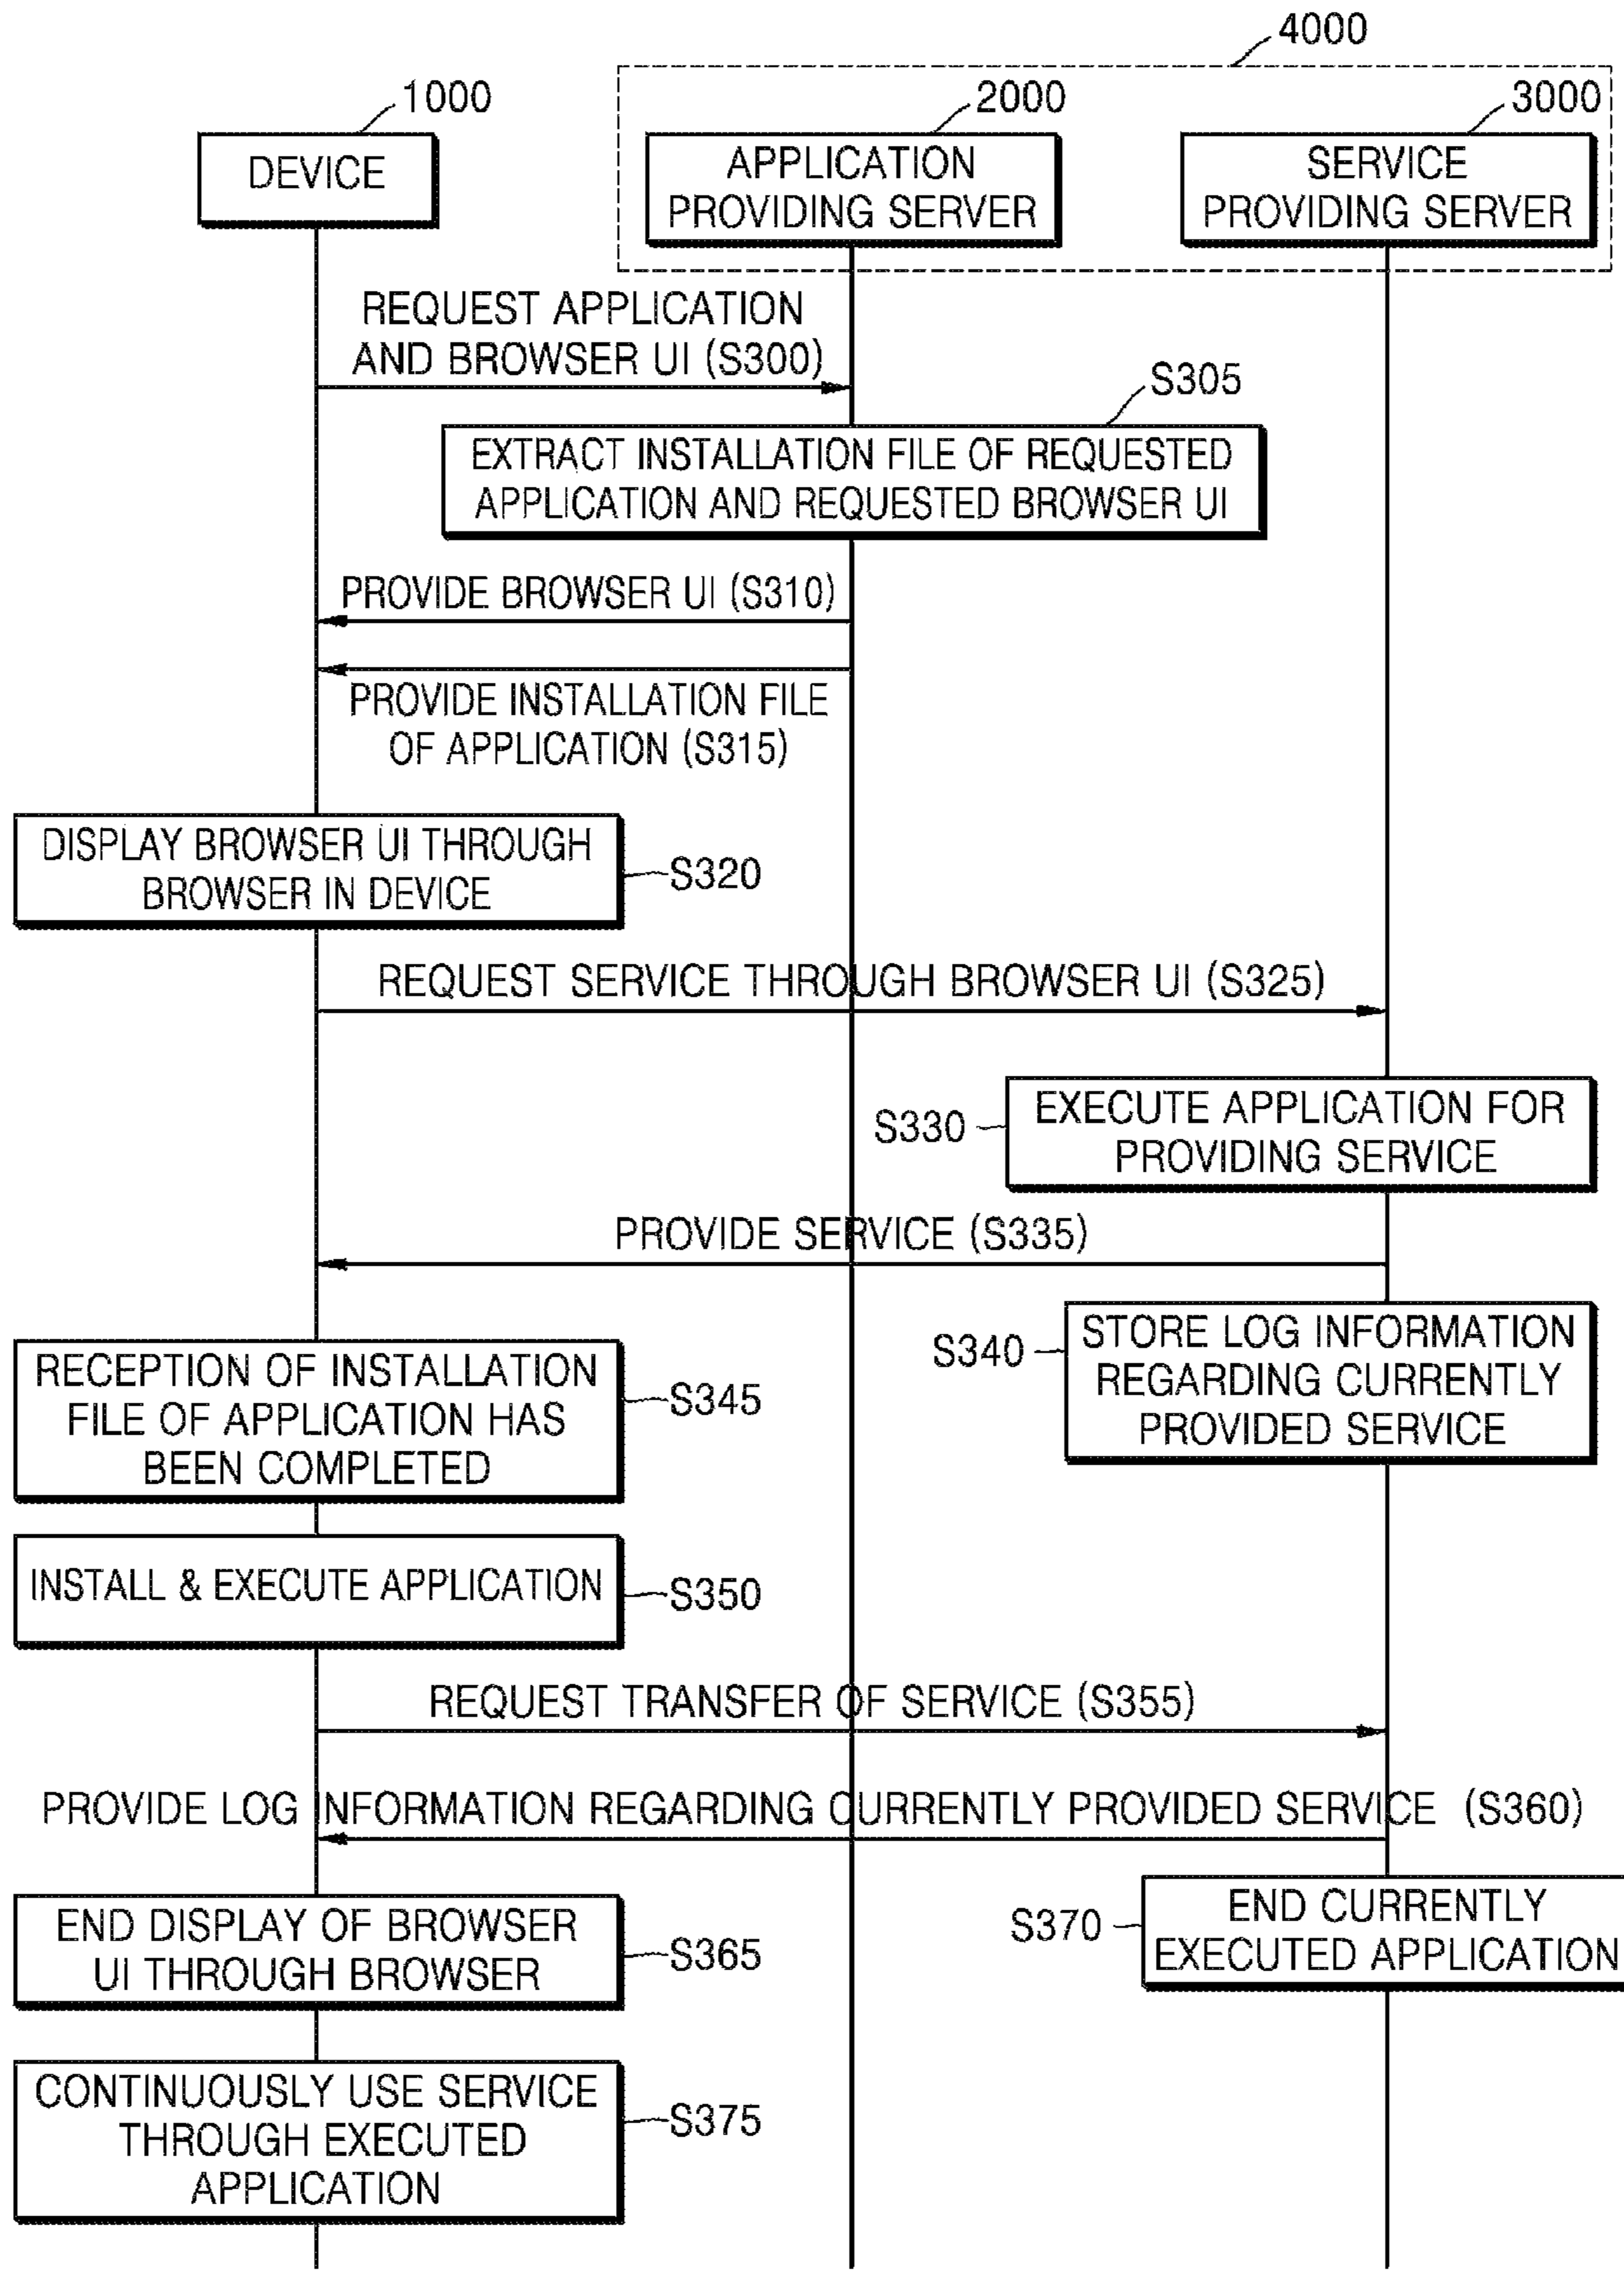 4000
1000
2000
3000
DEVICE
APPLICATION
PROVIDING SERVER
SERVICE
PROVIDING SERVER
REQUEST APPLICATION
AND BROWSER UI (S300)
S305
EXTRACT INSTALLATION FILE OF REQUESTED
APPLICATION AND REQUESTED BROWSER UI
PROVIDE BROWSER UI (S310)
PROVIDE INSTALLATION FILE
OF APPLICATION (S315)
DISPLAY BROWSER UI THROUGH
BROWSER IN DEVICE
S320
REQUEST SERVICE THROUGH BROWSER UI (S325)
S330
EXECUTE APPLICATION FOR
PROVIDING SERVICE
PROVIDE SERVICE (S335)
S340
STORE LOG INFORMATION
REGARDING CURRENTLY
PROVIDED SERVICE
RECEPTION OF INSTALLATION
FILE OF APPLICATION HAS
BEEN COMPLETED
S345
INSTALL & EXECUTE APPLICATION
S350
REQUEST TRANSFER OF SERVICE (S355)
PROVIDE LOG INFORMATION REGARDING CURRENTLY PROVIDED SERVICE (S360)
END DISPLAY OF BROWSER
UI THROUGH BROWSER
S365
S370
END CURRENTLY
EXECUTED APPLICATION
CONTINUOUSLY USE SERVICE
THROUGH EXECUTED
APPLICATION
S375